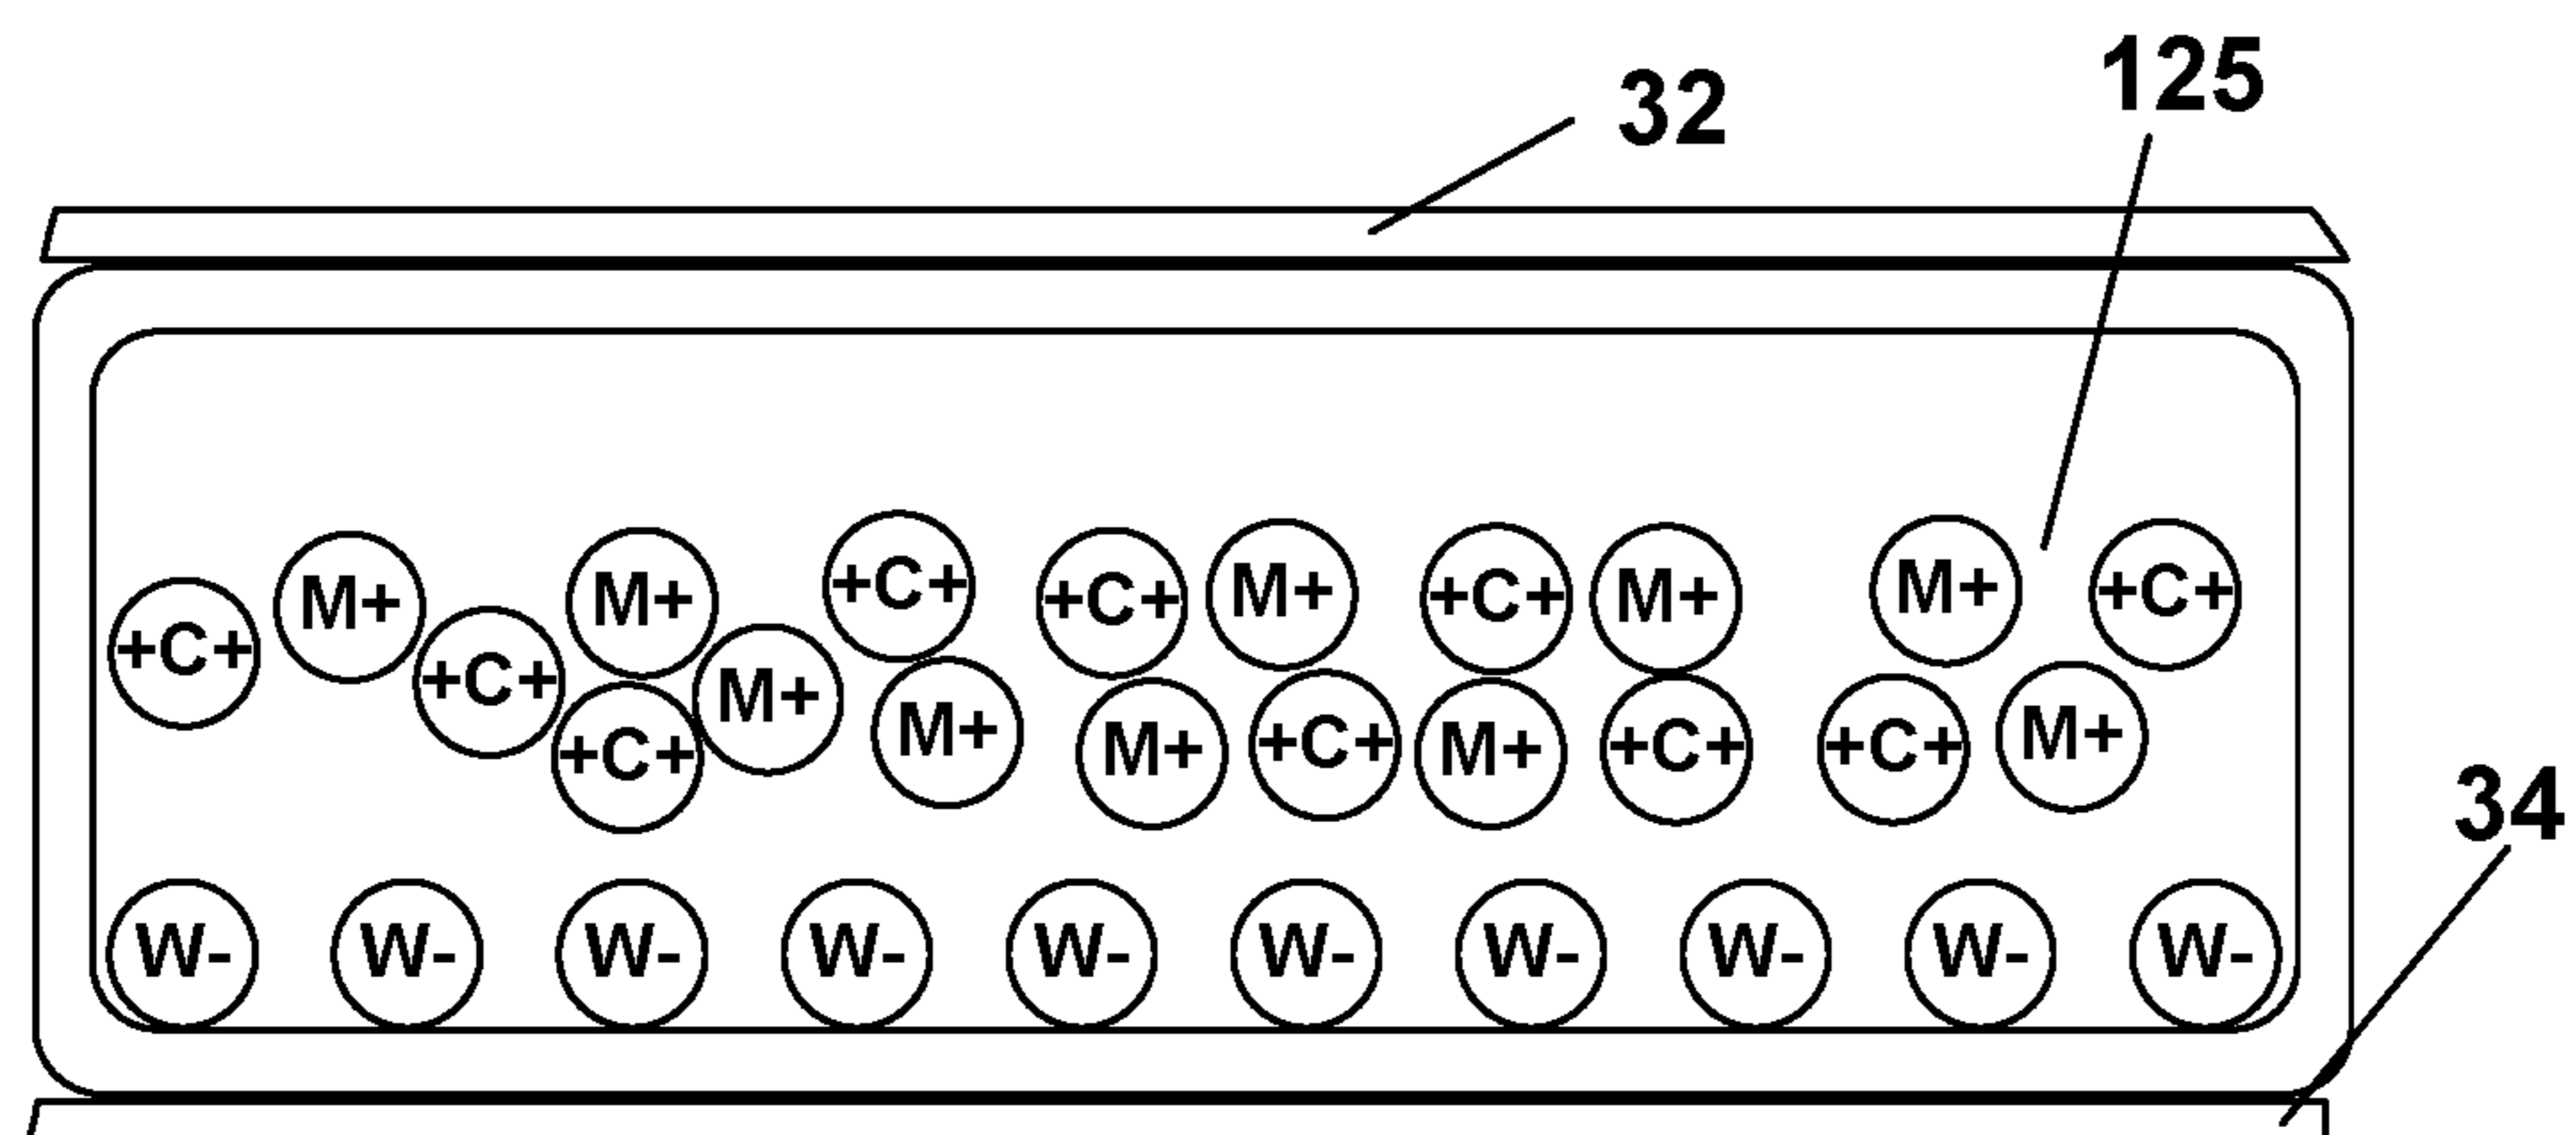 125
32
M+ M+ +C+ +C+ M+ +C+ M+ M+ +C+
+C+ +C+ M+
+C+ M+ M+ +C+ M+ +C+ +C+ M+
34
W- W- W- W- W- W- W- W- W- W-